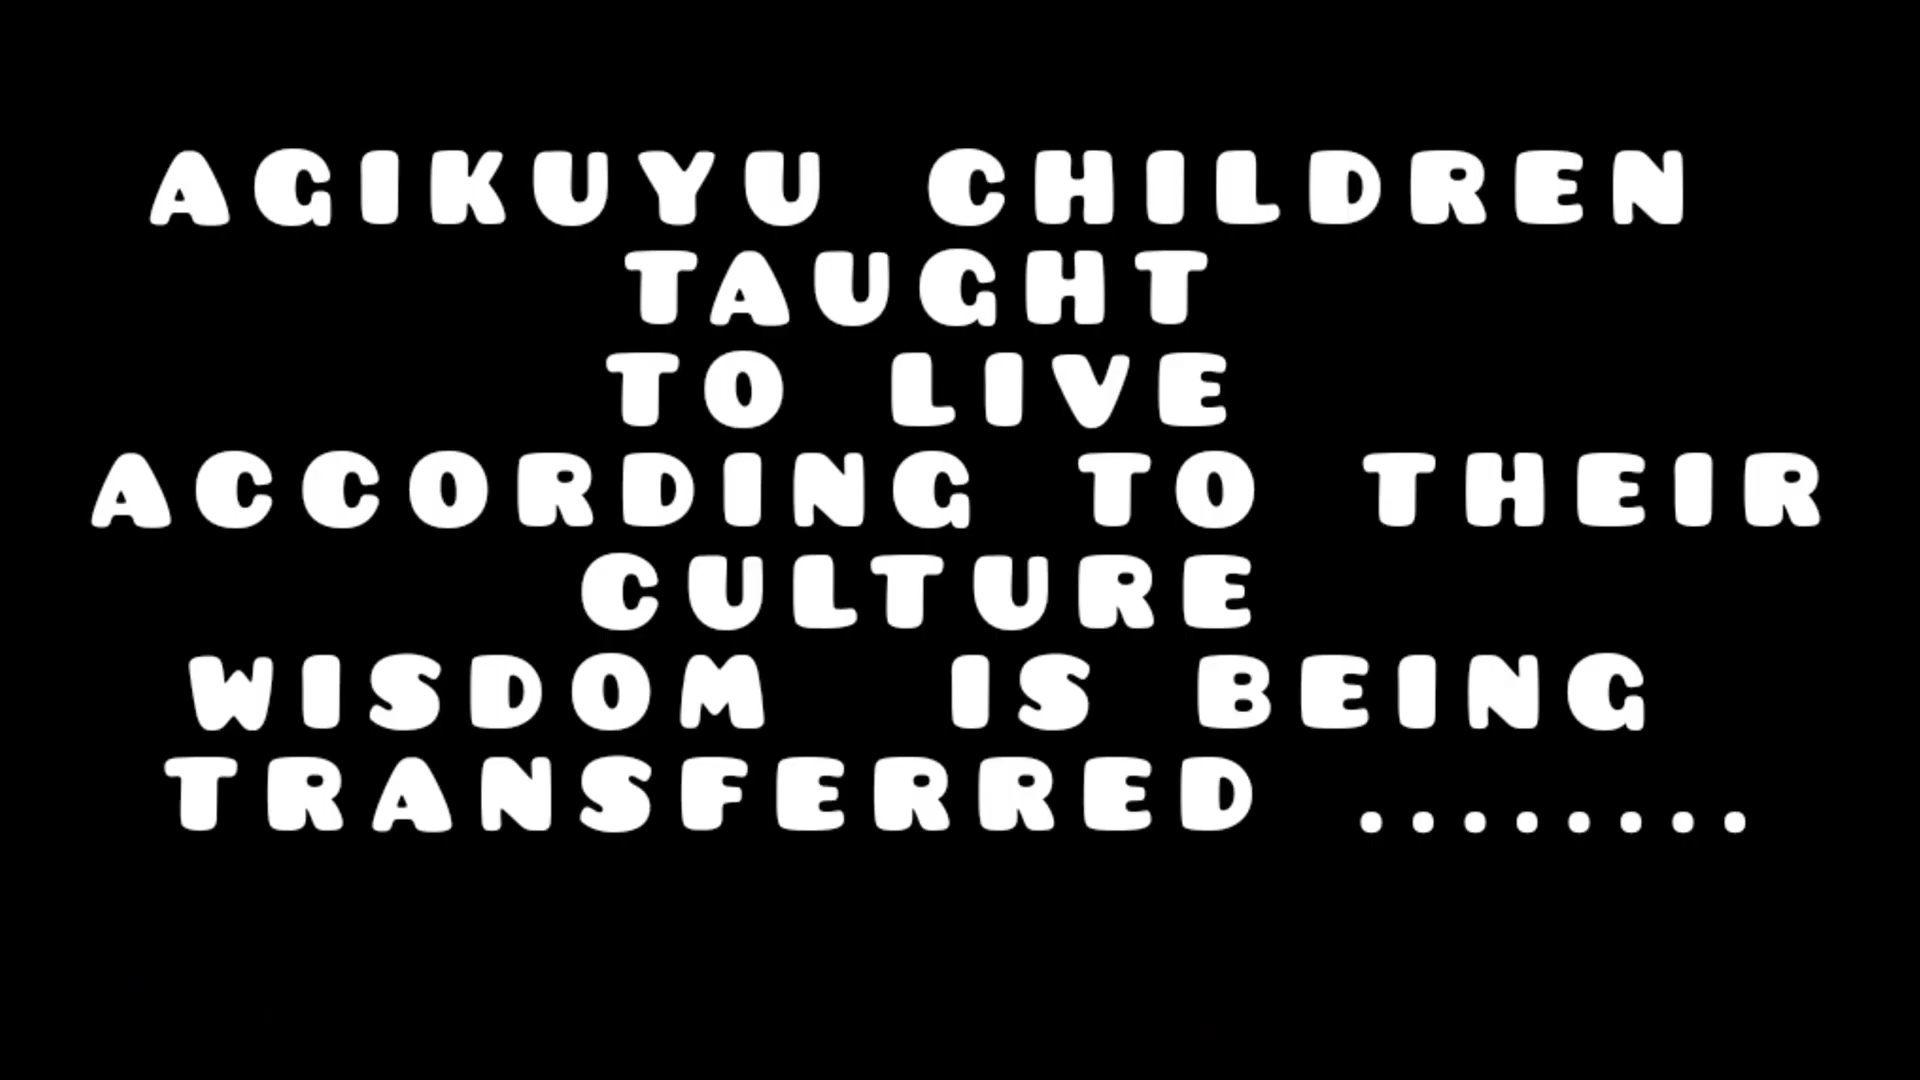 AGIKUYU CHILDREN
TAUGHT
TO LIVE
ACCORDING TO THEIR
CULTURE
WISDOM IS BEING
TRANSFERRED ........